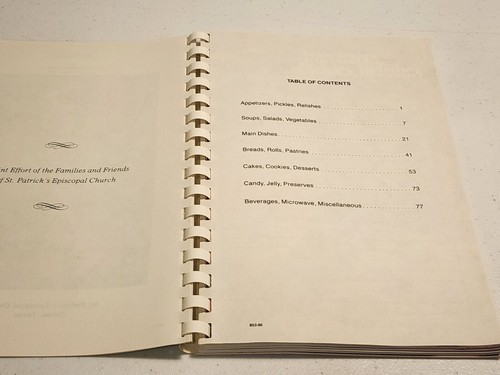 nt Effort of the Families and Friends
f St. Patrick's Episcopal Church
TABLE OF CONTENTS
Appetizers, Pickles, Relishes . . . . . . . . . . . . . . . . . . . . 1
Soups, Salads, Vegetables . . . . . . . . . . . . . . . . . . . . 7
Main Dishes . . . . . . . . . . . . . . . . . . . . 21
Breads, Rolls, Pastries . . . . . . . . . . . . . . . . . . . . 41
Cakes, Cookies, Desserts . . . . . . . . . . . . . . . . . . . . 53
Candy, Jelly, Preserves . . . . . . . . . . . . . . . . . . . . 73
Beverages, Microwave, Miscellaneous . . . . . . . . . . . . . . 77